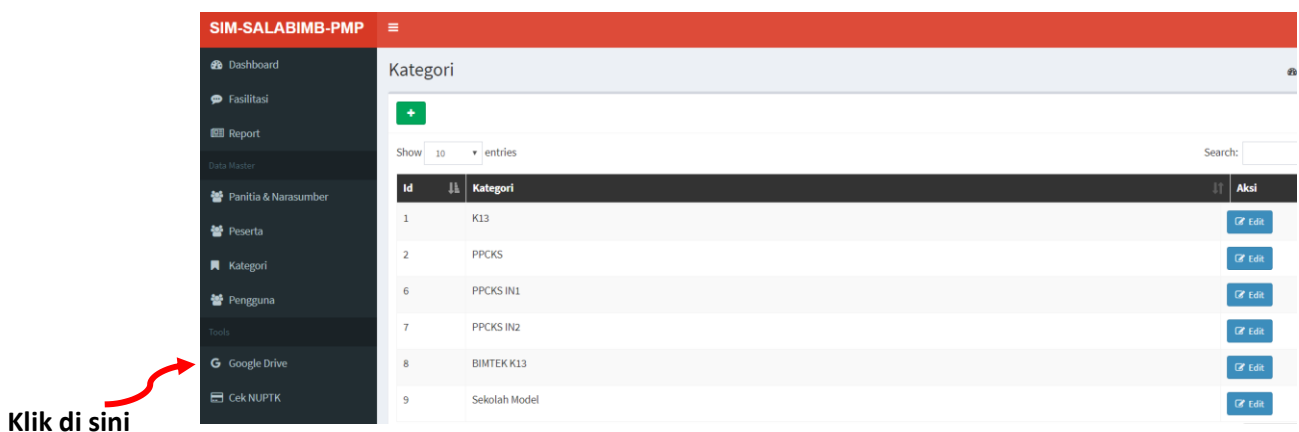 SIM-SALABIMB-PMP
Dashboard
Fasilitasi
Report
Data Master
Panitia & Narasumber
Peserta
Kategori
Pengguna
Tools
Google Drive
Cek NUPTK
Klik di sini
Kategori
+
Show 10 entries Search:
Id Kategori Aksi
1 K13 Edit
2 PPCKS Edit
6 PPCKS IN1 Edit
7 PPCKS IN2 Edit
8 BIMTEK K13 Edit
9 Sekolah Model Edit